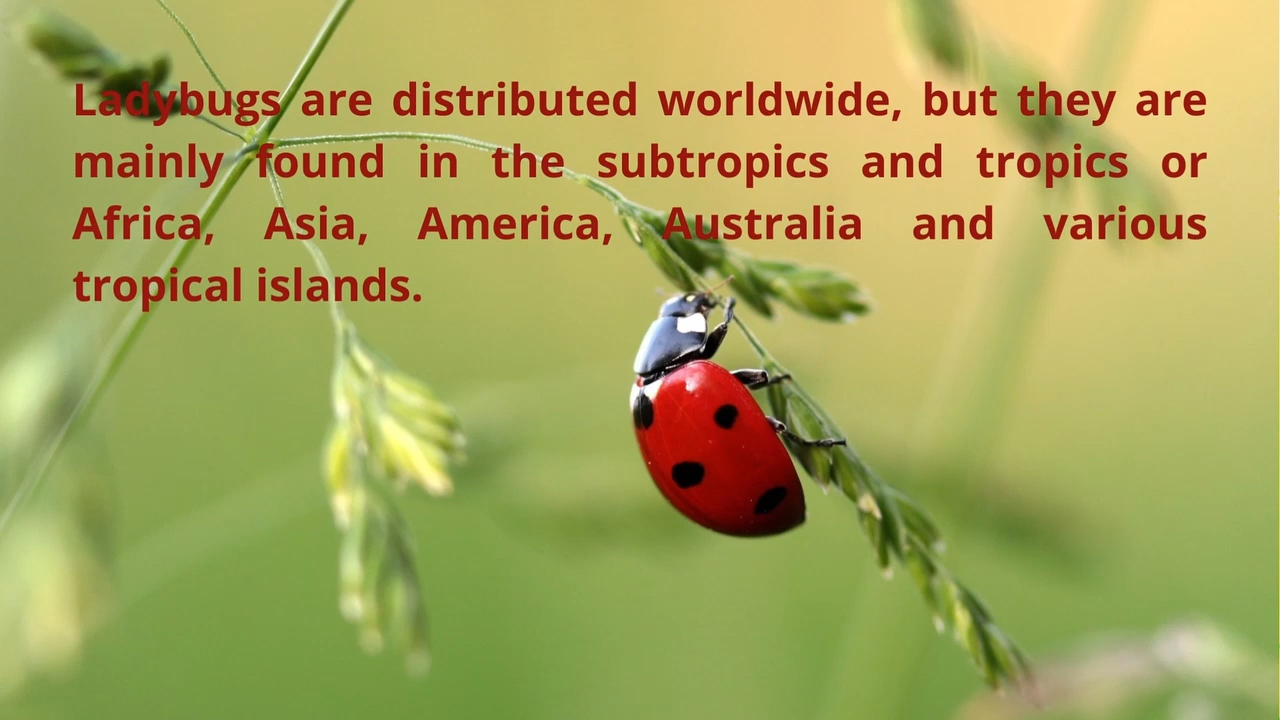 Ladybugs are distributed worldwide, but they are
mainly found in the subtropics and tropics or
Africa, Asia, America, Australia and various
tropical islands.